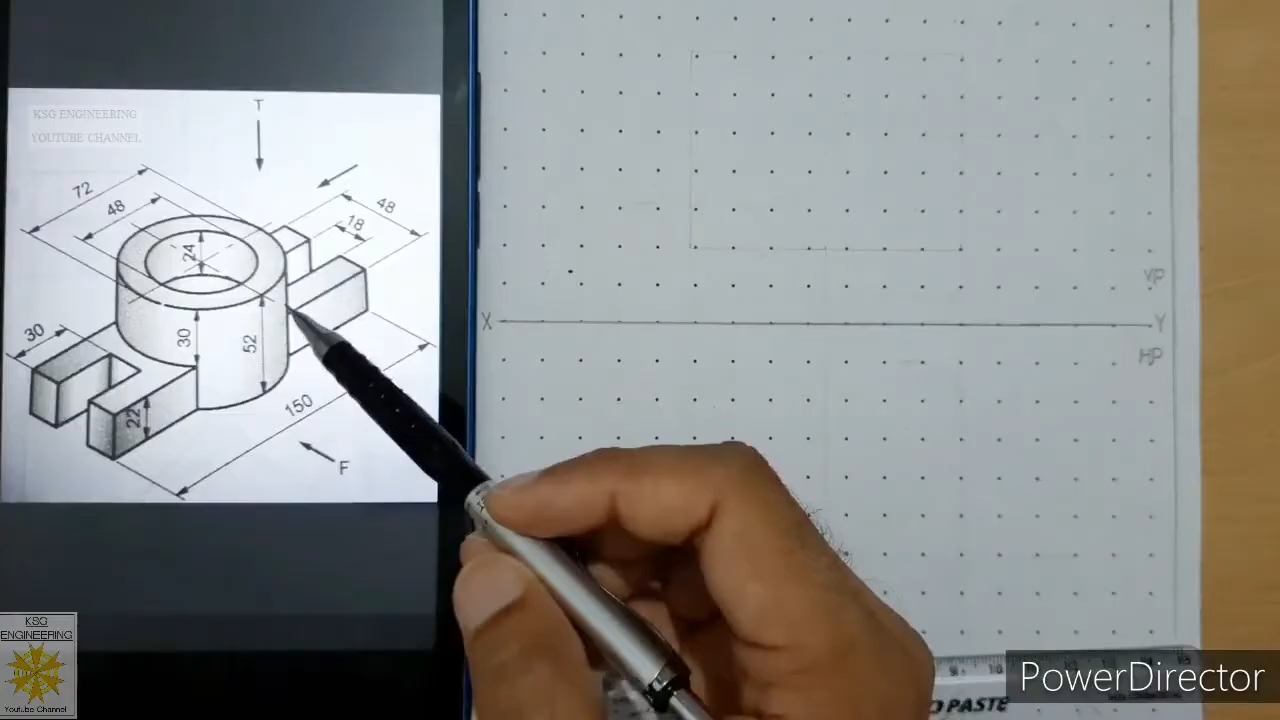 KSG ENGINEERING
YOUTUBE CHANNEL
T
72
48
48
18
24
30
30
52
22
150
F
X
Y
VP
HP
PASTE
KSG
ENGINEERING
YouTube Channel
PowerDirector